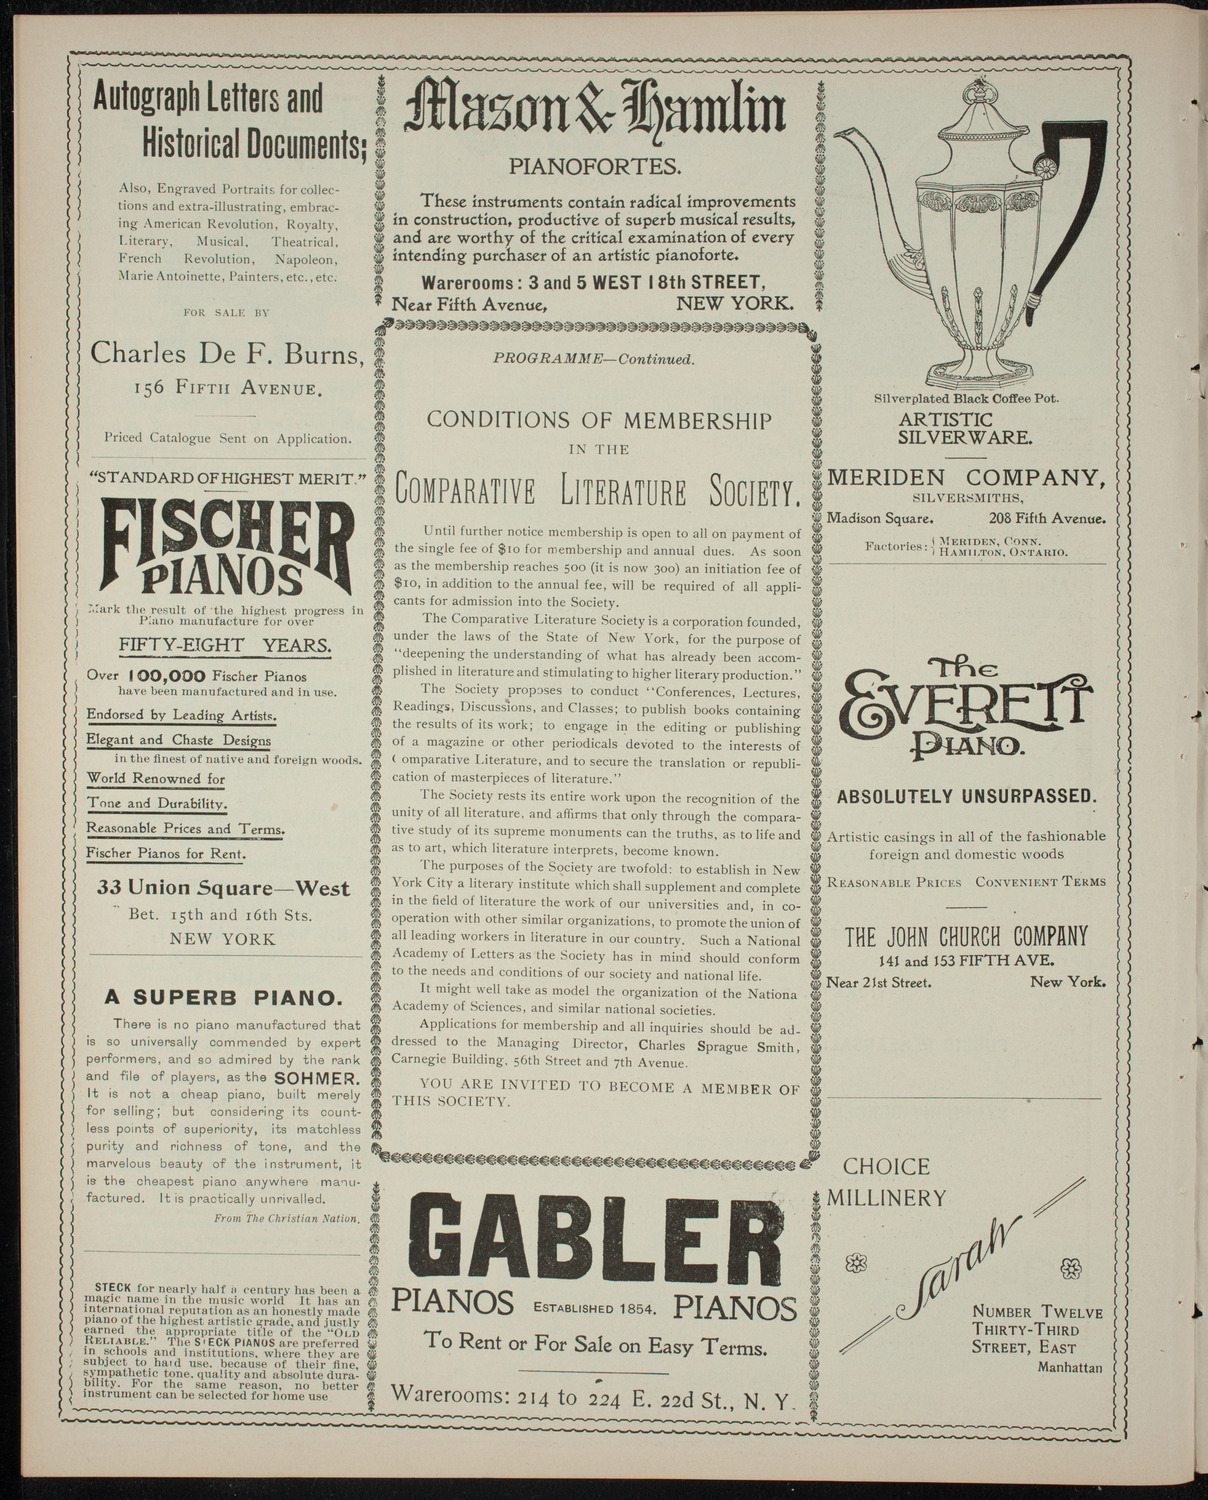 Autograph Letters and
Historical Documents;
Also, Engraved Portraits for collec-
tions and extra-illustrating, embrac-
ing American Revolution, Royalty,
Literary, Musical, Theatrical,
French Revolution, Napoleon,
Marie Antoinette, Painters, etc., etc.
FOR SALE BY
Charles De F. Burns,
156 FIFTH AVENUE.
Priced Catalogue Sent on Application.
"STANDARD OF HIGHEST MERIT."
FISCHER
PIANOS
Mark the result of the highest progress in
Piano manufacture for over
FIFTY-EIGHT YEARS.
Over 100,000 Fischer Pianos
have been manufactured and in use.
Endorsed by Leading Artists.
Elegant and Chaste Designs
in the finest of native and foreign woods.
World Renowned for
Tone and Durability.
Reasonable Prices and Terms.
Fischer Pianos for Rent.
33 Union Square—West
Bet. 15th and 16th Sts.
NEW YORK
A SUPERB PIANO.
There is no piano manufactured that
is so universally commended by expert
performers, and so admired by the rank
and file of players, as the SOHMER.
It is not a cheap piano, built merely
for selling; but considering its count-
less points of superiority, its matchless
purity and richness of tone, and the
marvelous beauty of the instrument, it
is the cheapest piano anywhere manu-
factured. It is practically unrivalled.
From The Christian Nation.
STECK for nearly half a century has been a
magic name in the music world It has an
international reputation as an honestly made
piano of the highest artistic grade, and justly
earned the appropriate title of the "OLD
RELIABLE." The STECK PIANOS are preferred
in schools and institutions, where they are
subject to hard use, because of their fine,
sympathetic tone, quality and absolute dura-
bility. For the same reason, no better
instrument can be selected for home use
Mason & Hamlin
PIANOFORTES.
These instruments contain radical improvements
in construction, productive of superb musical results,
and are worthy of the critical examination of every
intending purchaser of an artistic pianoforte.
Warerooms: 3 and 5 WEST 18th STREET,
Near Fifth Avenue, NEW YORK.
PROGRAMME—Continued.
CONDITIONS OF MEMBERSHIP
IN THE
COMPARATIVE LITERATURE SOCIETY.
Until further notice membership is open to all on payment of
the single fee of $10 for membership and annual dues. As soon
as the membership reaches 500 (it is now 300) an initiation fee of
$10, in addition to the annual fee, will be required of all appli-
cants for admission into the Society.
The Comparative Literature Society is a corporation founded,
under the laws of the State of New York, for the purpose of
"deepening the understanding of what has already been accom-
plished in literature and stimulating to higher literary production."
The Society proposes to conduct "Conferences, Lectures,
Readings, Discussions, and Classes; to publish books containing
the results of its work; to engage in the editing or publishing
of a magazine or other periodicals devoted to the interests of
Comparative Literature, and to secure the translation or republi-
cation of masterpieces of literature."
The Society rests its entire work upon the recognition of the
unity of all literature, and affirms that only through the compara-
tive study of its supreme monuments can the truths, as to life and
as to art, which literature interprets, become known.
The purposes of the Society are twofold: to establish in New
York City a literary institute which shall supplement and complete
in the field of literature the work of our universities and, in co-
operation with other similar organizations, to promote the union of
all leading workers in literature in our country. Such a National
Academy of Letters as the Society has in mind should conform
to the needs and conditions of our society and national life.
It might well take as model the organization of the Nationa
Academy of Sciences, and similar national societies.
Applications for membership and all inquiries should be ad-
dressed to the Managing Director, Charles Sprague Smith,
Carnegie Building, 56th Street and 7th Avenue.
YOU ARE INVITED TO BECOME A MEMBER OF
THIS SOCIETY.
GABLER
PIANOS ESTABLISHED 1854. PIANOS
To Rent or For Sale on Easy Terms.
Warerooms: 214 to 224 E. 22d St., N. Y.
Silverplated Black Coffee Pot.
ARTISTIC
SILVERWARE.
MERIDEN COMPANY,
SILVERSMITHS,
Madison Square. 208 Fifth Avenue.
Factories: { MERIDEN, CONN.
{ HAMILTON, ONTARIO.
The
EVERETT
PIANO.
ABSOLUTELY UNSURPASSED.
Artistic casings in all of the fashionable
foreign and domestic woods
REASONABLE PRICES CONVENIENT TERMS
THE JOHN CHURCH COMPANY
141 and 153 FIFTH AVE.
Near 21st Street. New York.
CHOICE
MILLINERY
Sarah
NUMBER TWELVE
THIRTY-THIRD
STREET, EAST
Manhattan